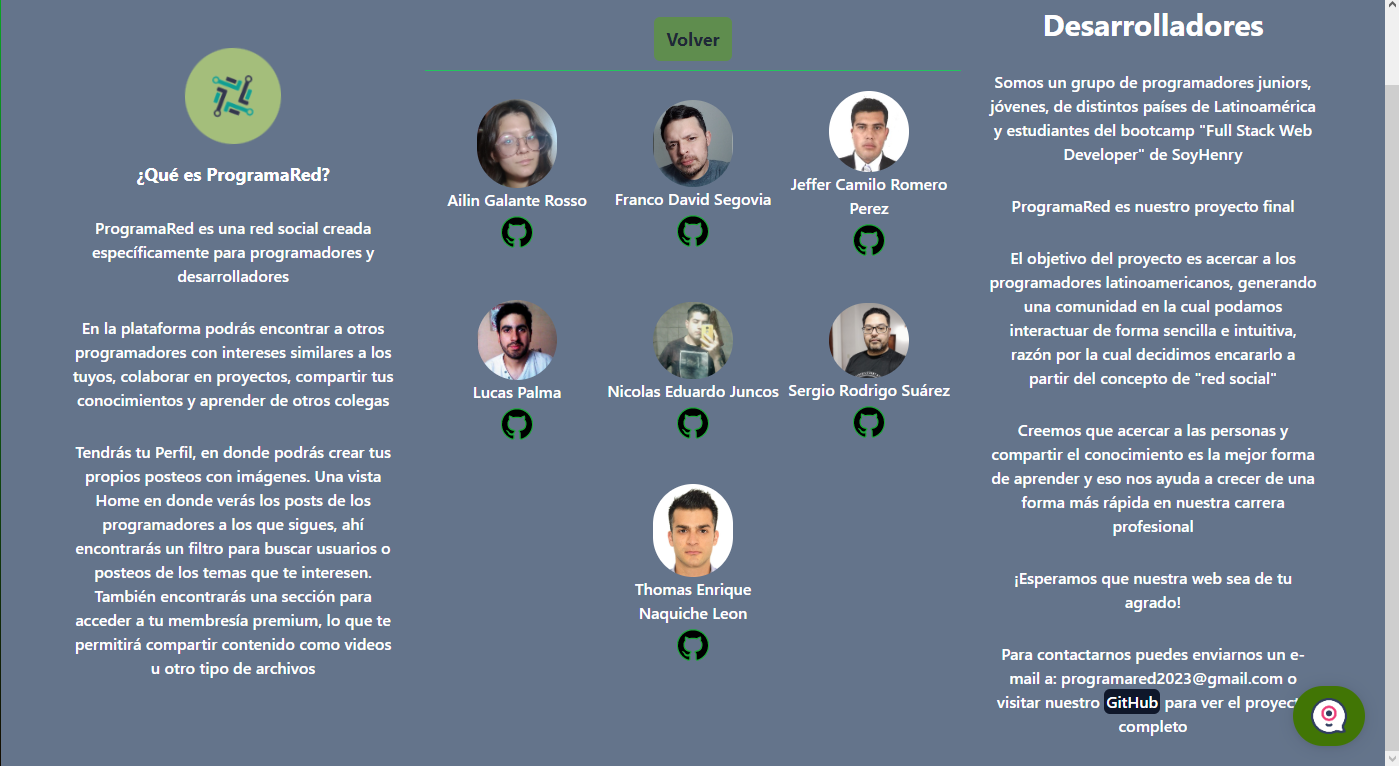 ¿Qué es ProgramaRed?
ProgramaRed es una red social creada
específicamente para programadores y
desarrolladores
En la plataforma podrás encontrar a otros
programadores con intereses similares a los
tuyos, colaborar en proyectos, compartir tus
conocimientos y aprender de otros colegas
Tendrás tu Perfil, en donde podrás crear tus
propios posteos con imágenes. Una vista
Home en donde verás los posts de los
programadores a los que sigues, ahí
encontrarás un filtro para buscar usuarios o
posteos de los temas que te interesen.
También encontrarás una sección para
acceder a tu membresía premium, lo que te
permitirá compartir contenido como videos
u otro tipo de archivos
Volver
Ailin Galante Rosso
Franco David Segovia
Jeffer Camilo Romero
Perez
Lucas Palma
Nicolas Eduardo Juncos
Sergio Rodrigo Suárez
Thomas Enrique
Naquiche Leon
Desarrolladores
Somos un grupo de programadores juniors,
jóvenes, de distintos países de Latinoamérica
y estudiantes del bootcamp "Full Stack Web
Developer" de SoyHenry
ProgramaRed es nuestro proyecto final
El objetivo del proyecto es acercar a los
programadores latinoamericanos, generando
una comunidad en la cual podamos
interactuar de forma sencilla e intuitiva,
razón por la cual decidimos encararlo a
partir del concepto de "red social"
Creemos que acercar a las personas y
compartir el conocimiento es la mejor forma
de aprender y eso nos ayuda a crecer de una
forma más rápida en nuestra carrera
profesional
¡Esperamos que nuestra web sea de tu
agrado!
Para contactarnos puedes enviarnos un e-
mail a: programared2023@gmail.com o
visitar nuestro GitHub para ver el proyecto
completo